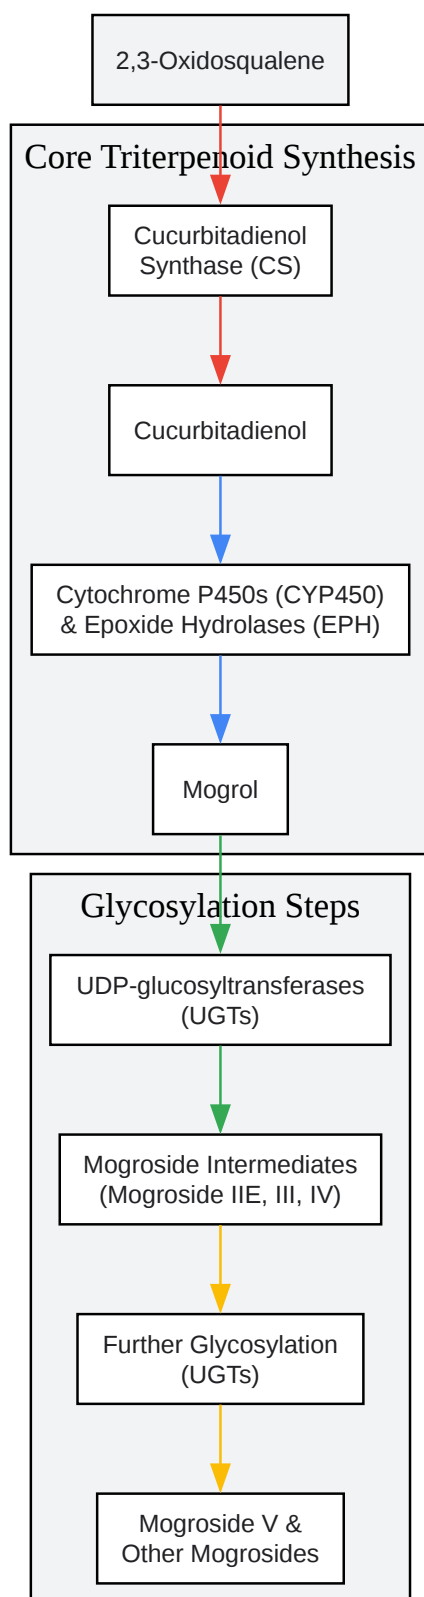 2,3-Oxidosqualene
Core Triterpenoid Synthesis
Cucurbitadienol
Synthase (CS)
Cucurbitadienol
Cytochrome P450s (CYP450)
& Epoxide Hydrolases (EPH)
Mogrol
Glycosylation Steps
UDP-glucosyltransferases
(UGTs)
Mogroside Intermediates
(Mogroside IIE, III, IV)
Further Glycosylation
(UGTs)
Mogroside V &
Other Mogrosides